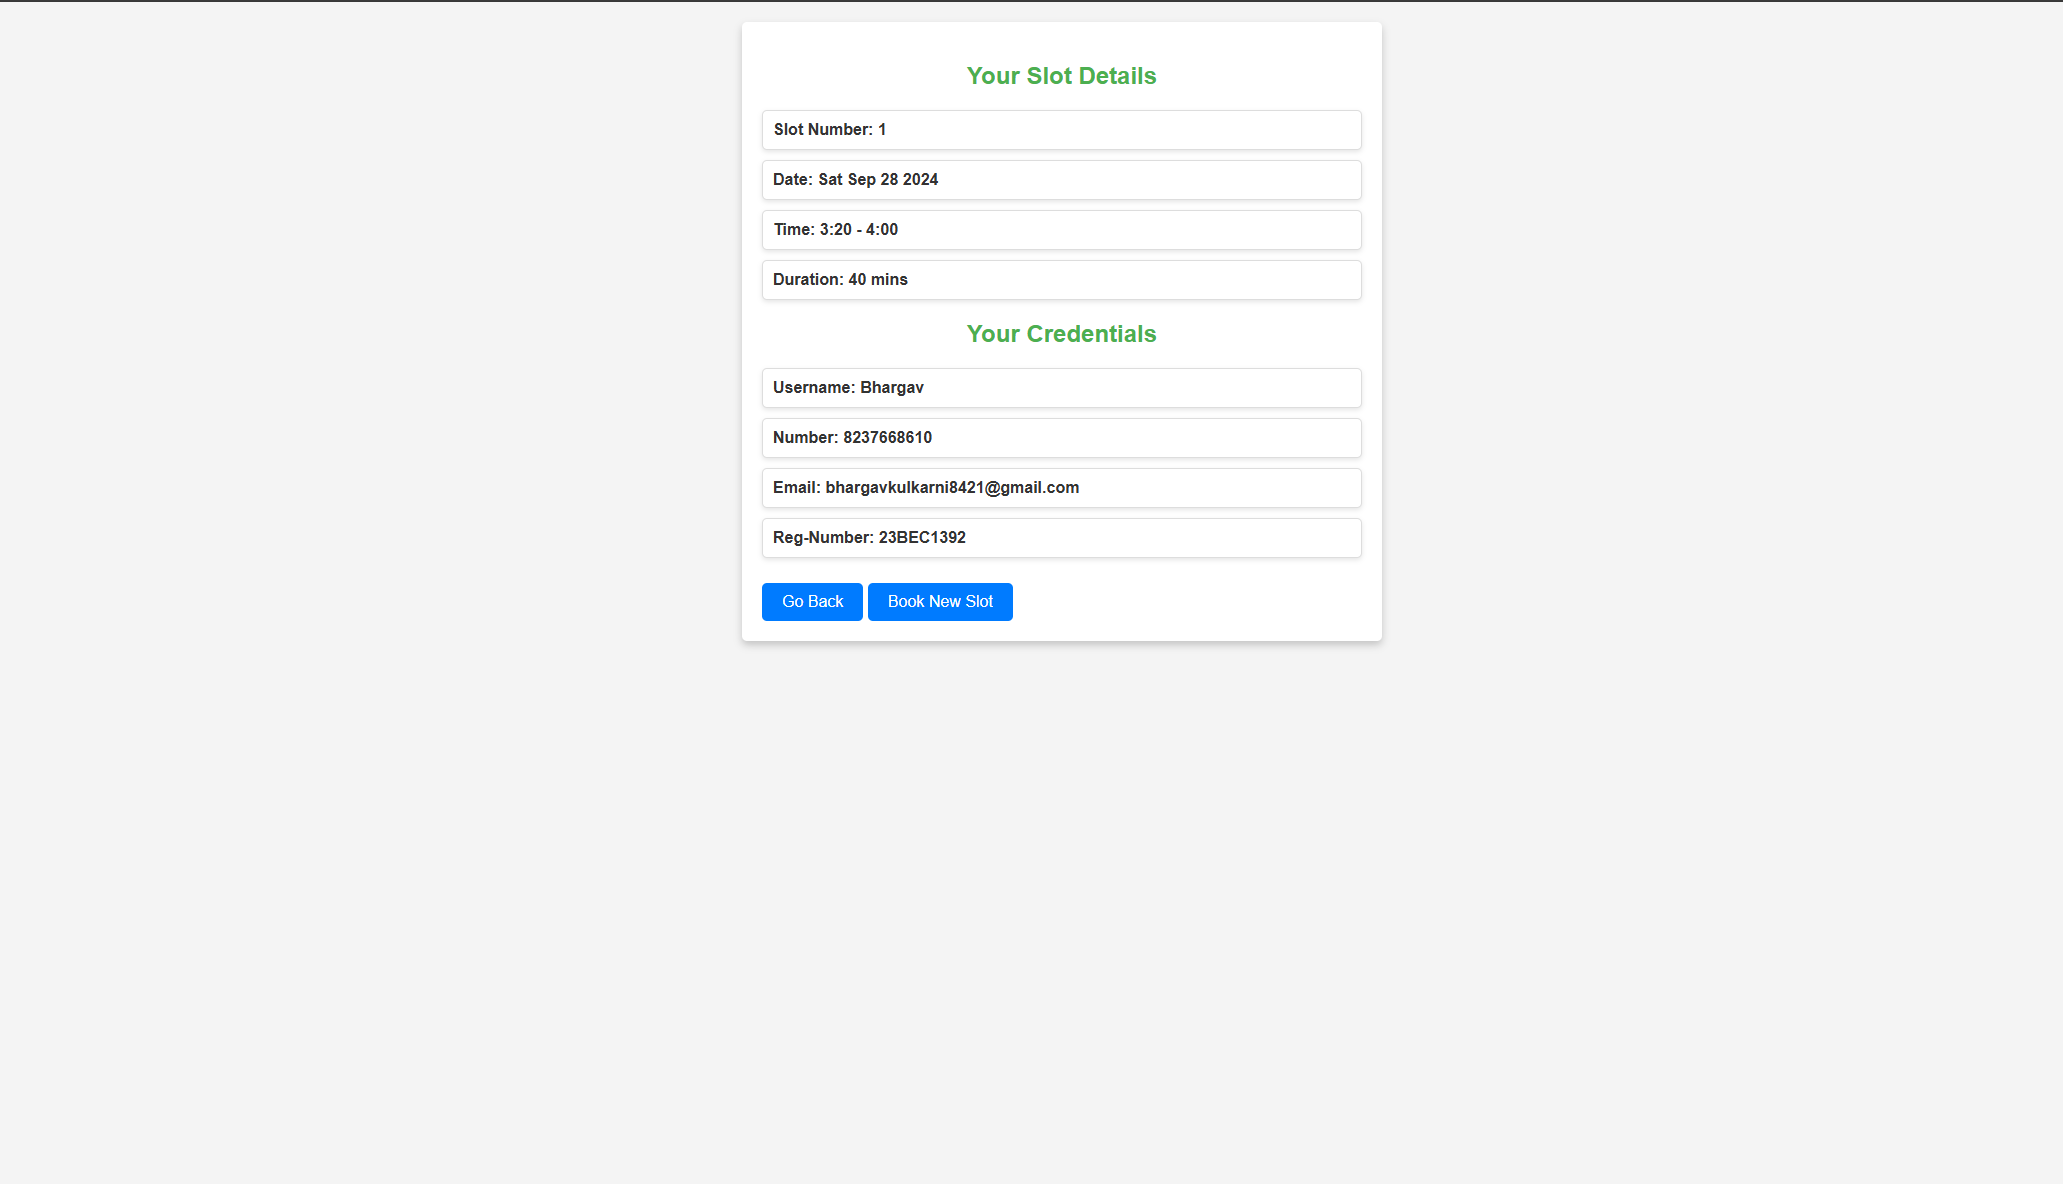 Your Slot Details
Slot Number: 1
Date: Sat Sep 28 2024
Time: 3:20 - 4:00
Duration: 40 mins
Your Credentials
Username: Bhargav
Number: 8237668610
Email: bhargavkulkarni8421@gmail.com
Reg-Number: 23BEC1392
Go Back
Book New Slot